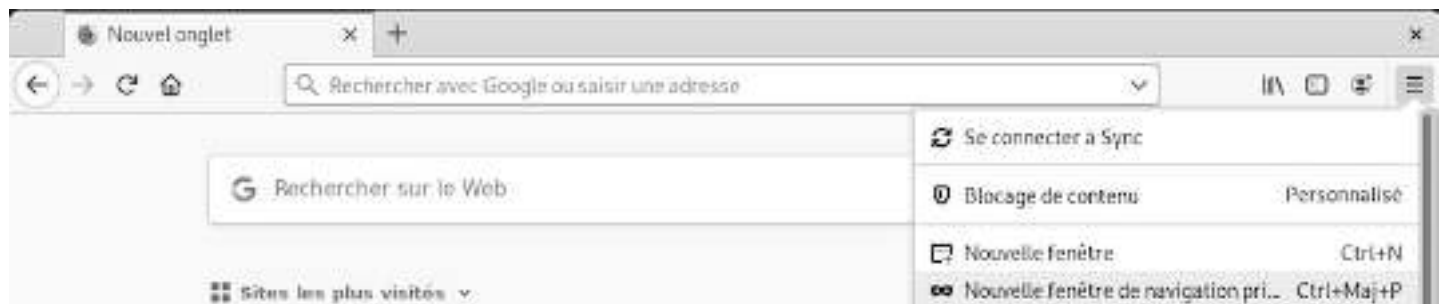 Nouvel onglet
Rechercher avec Google ou saisir une adresse
Se connecter à Sync
Rechercher sur le Web
Blocage de contenu Personnalisé
Nouvelle fenêtre Ctrl+N
Sites les plus visités
Nouvelle fenêtre de navigation pri... Ctrl+Maj+P